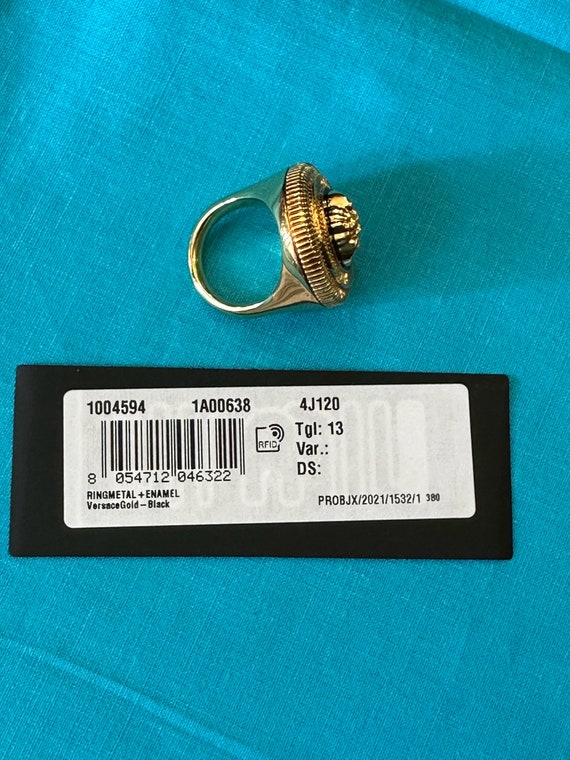 1004594 1A00638 4J120
RFID
Tgl: 13
Var.:
DS:
8 054712 046322
RINGMETAL+ENAMEL
VersaceGold-Black
PROBJX/2021/1532/1 380